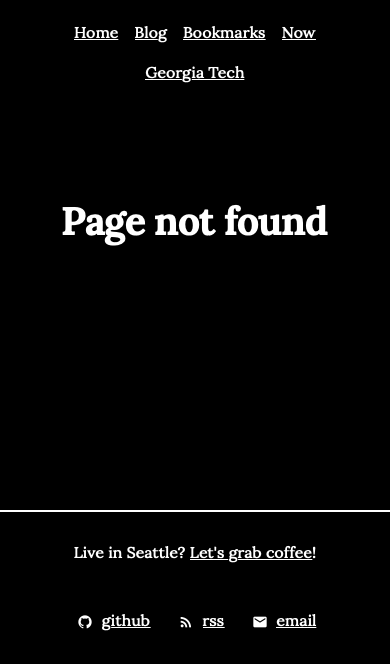 Home Blog Bookmarks Now
Georgia Tech
Page not found
Live in Seattle? Let's grab coffee!
github rss email